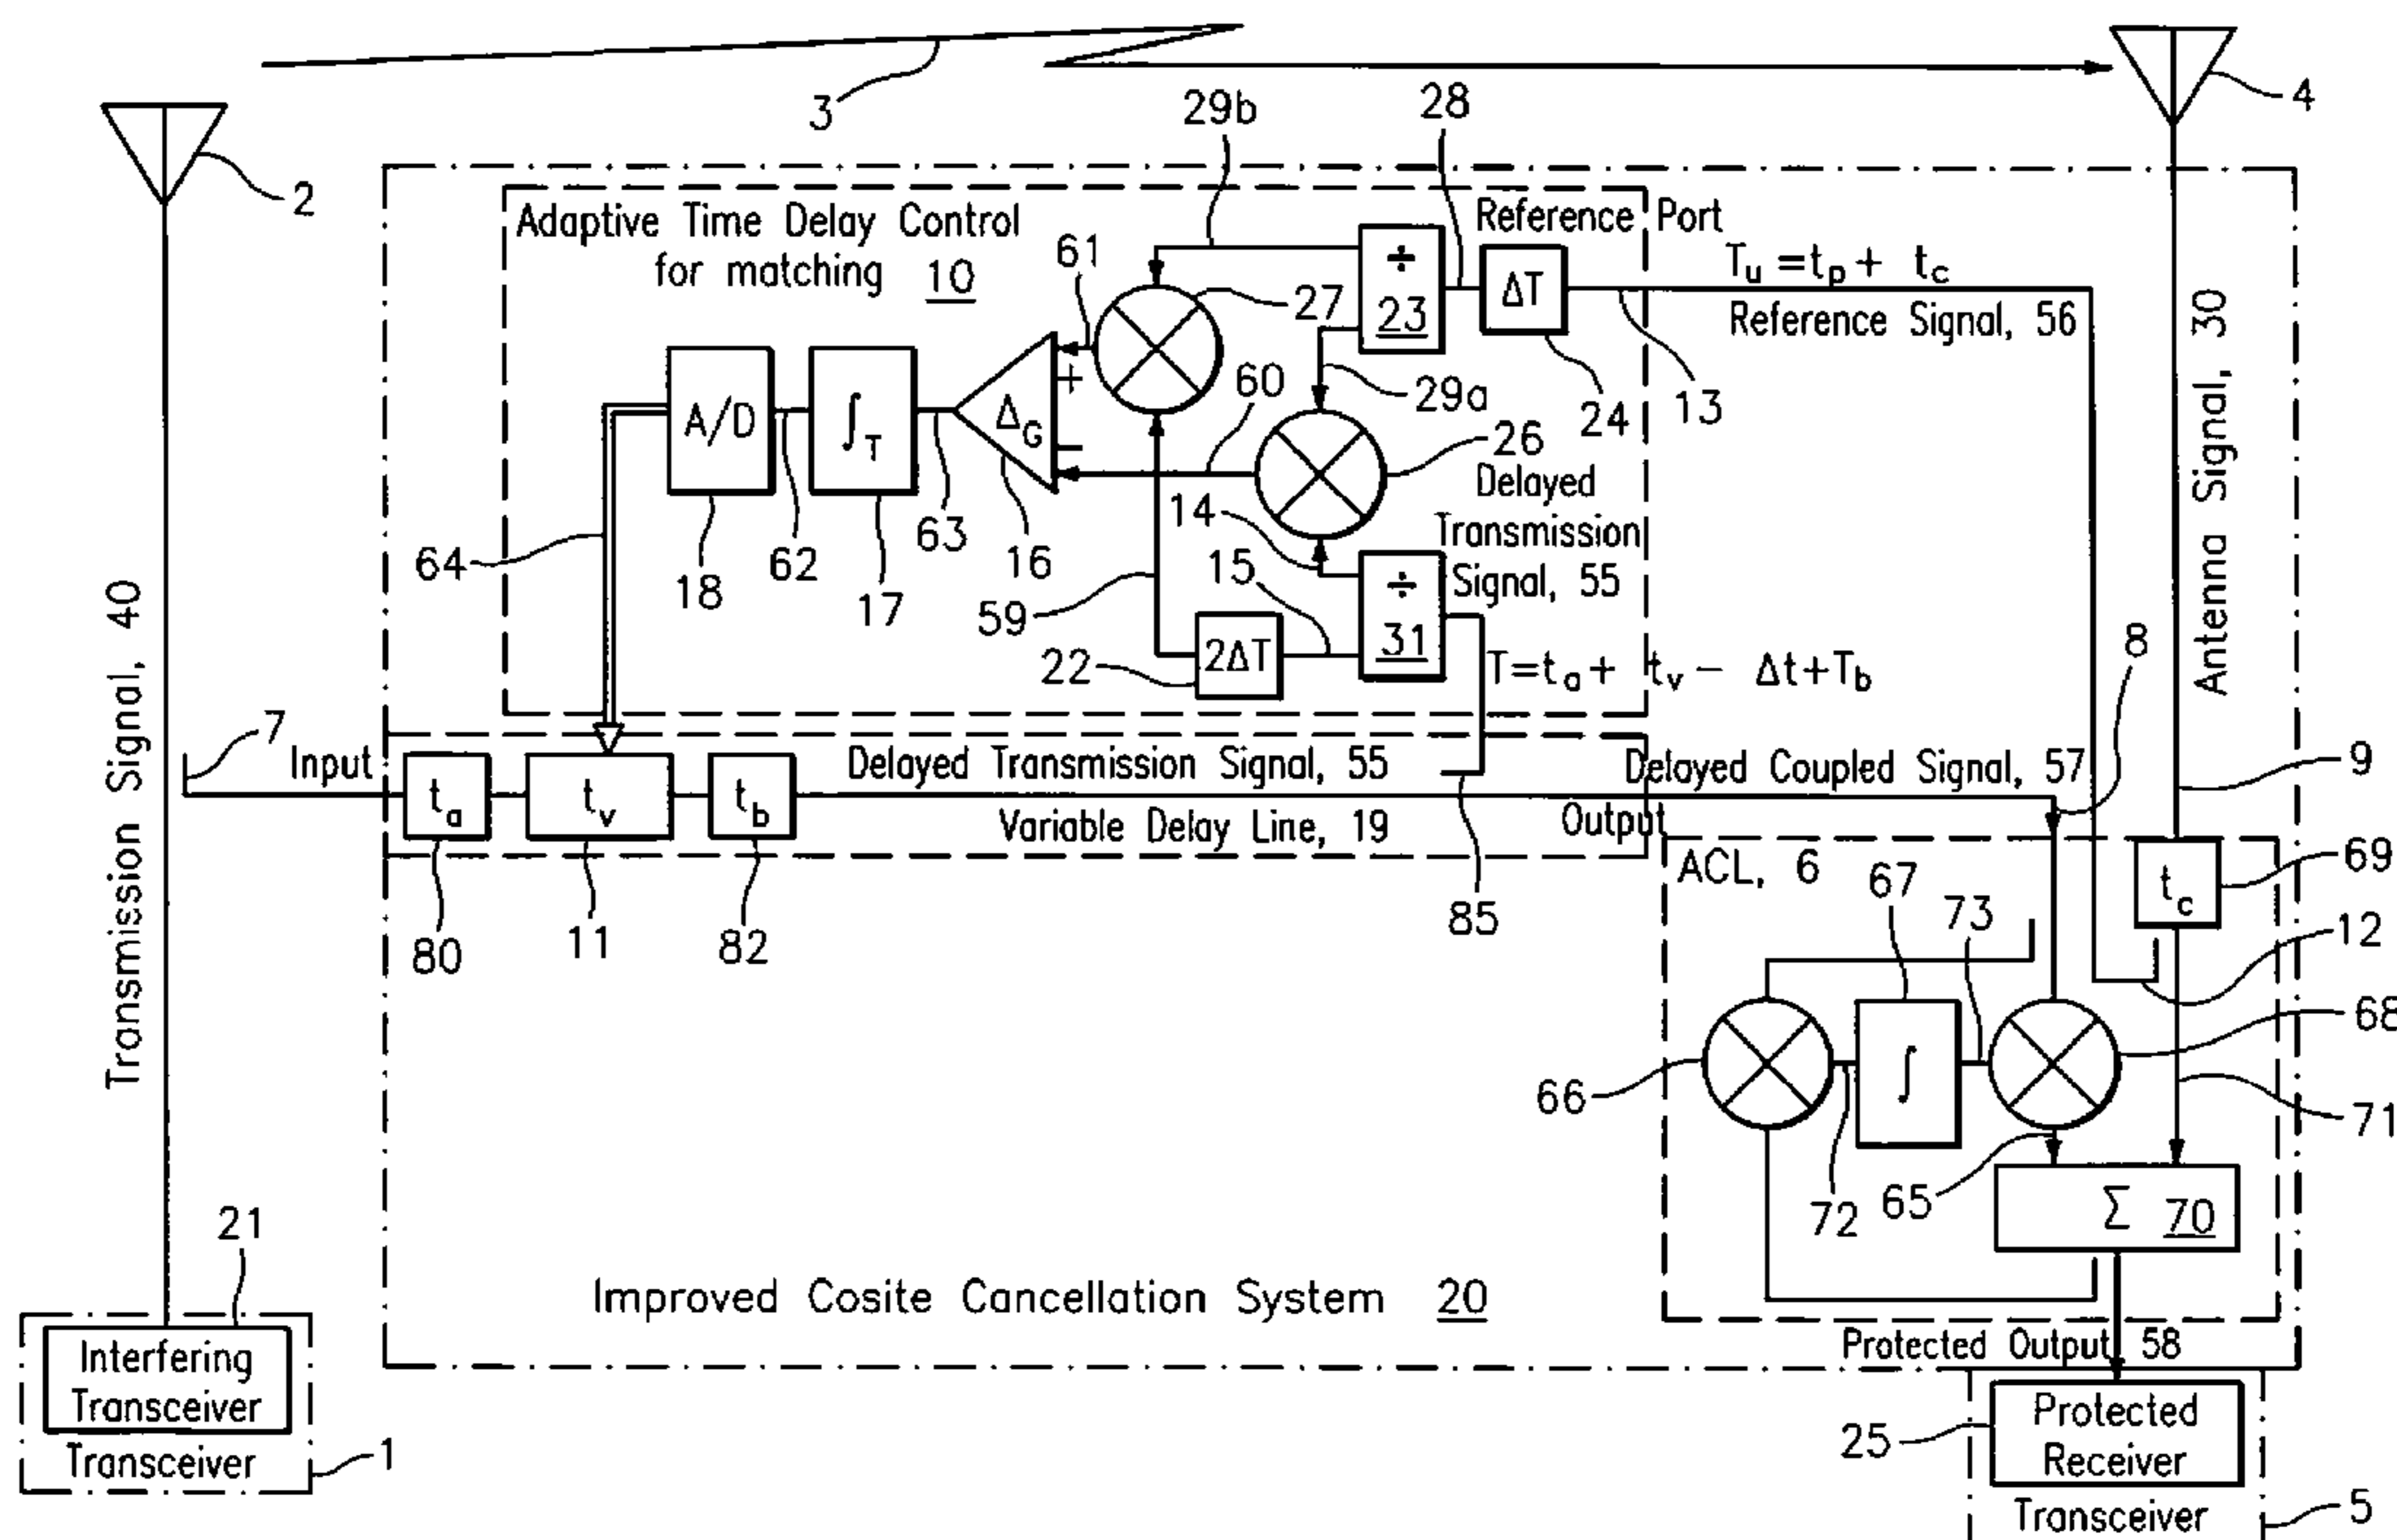 3
4
2
29b
28
Adaptive Time Delay Control
for matching 10
Reference Port
61
27
÷
23
ΔT
Tu = tp + tc
Reference Signal, 56
Antenna Signal, 30
A/D
∫T
ΔG
+
−
60
29a
24
13
26
Delayed
Transmission
Signal, 55
14
15
64
18
62
17
63
16
59
÷
31
22
2ΔT
T=ta+ tv− Δt+Tb
8
Transmission Signal, 40
7
Input
ta
tv
tb
Delayed Transmission Signal, 55
Variable Delay Line, 19
Delayed Coupled Signal, 57
Output
9
80
11
82
85
ACL, 6
67
73
tc
69
12
66
∫
68
72
65
71
Σ 70
21
Improved Cosite Cancellation System 20
Interfering
Transceiver
Transceiver
1
Protected Output, 58
25
Protected
Receiver
Transceiver
5